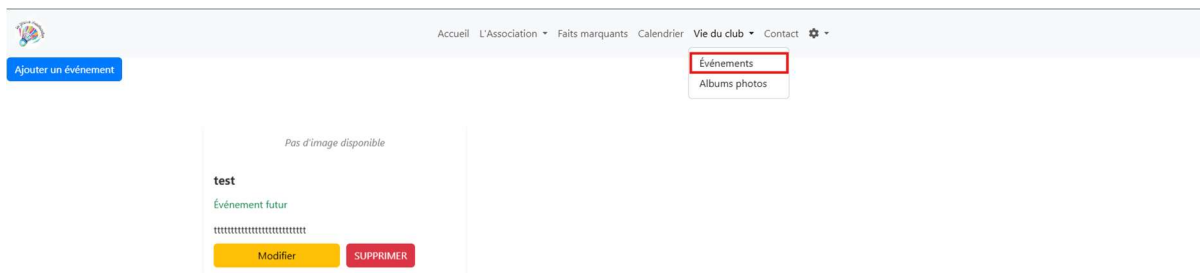 Accueil L'Association Faits marquants Calendrier Vie du club Contact
Ajouter un événement
Événements
Albums photos
Pas d'image disponible
test
Événement futur
tttttttttttttttttttttttttt
Modifier SUPPRIMER